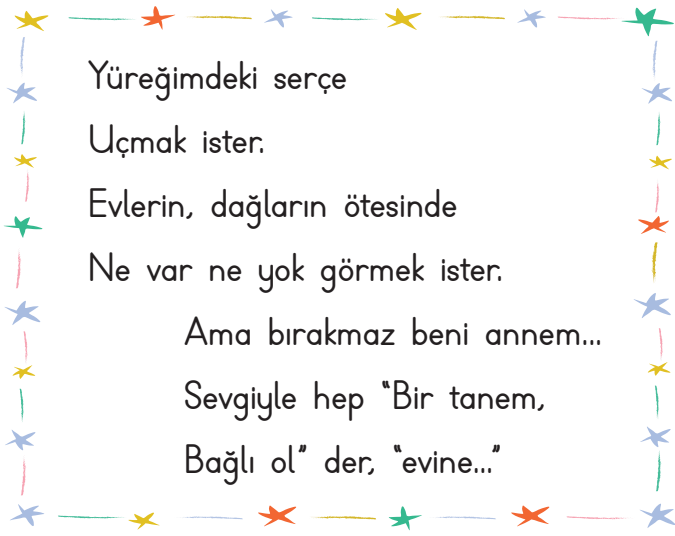 Yüreğimdeki serçe
Uçmak ister.
Evlerin, dağların ötesinde
Ne var ne yok görmek ister.
Ama bırakmaz beni annem...
Sevgiyle hep “Bir tanem,
Bağlı ol” der, “evine...”